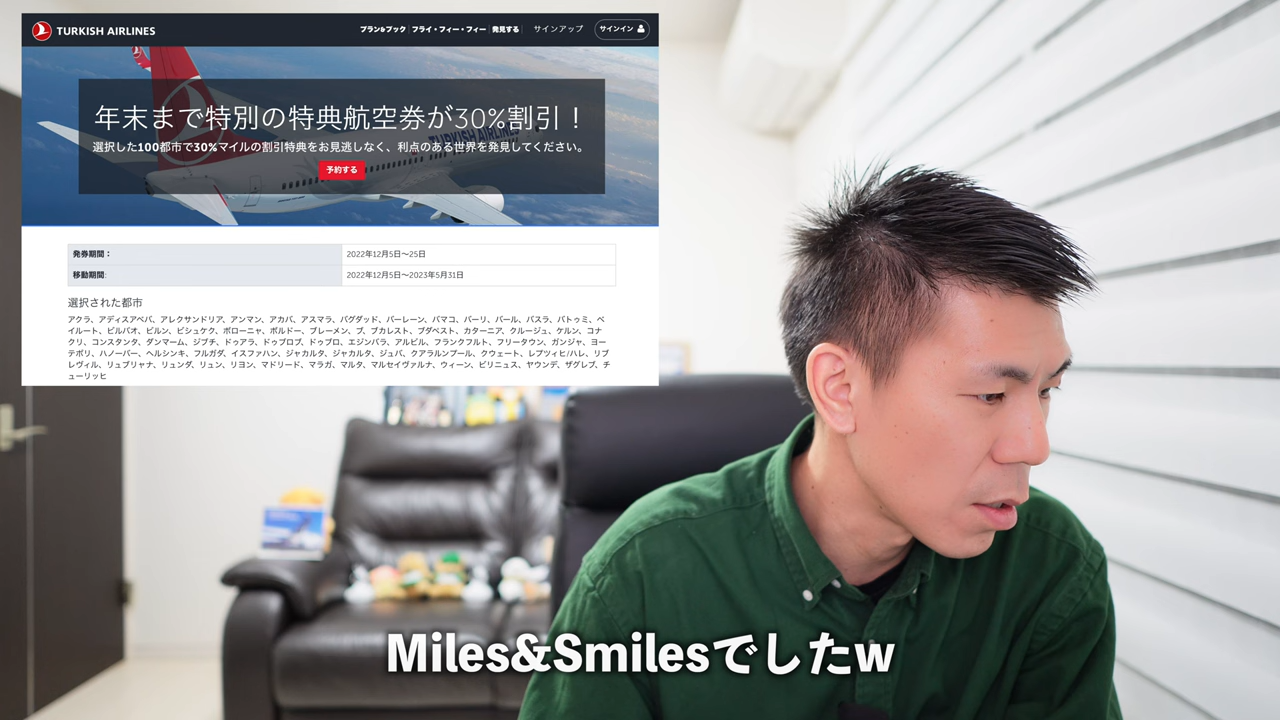 TURKISH AIRLINES
プラン&ブック フライ・フィー・フィー 発見する サインアップ サインイン
年末まで特別の特典航空券が30%割引！
選択した100都市で30%マイルの割引特典をお見逃しなく、利点のある世界を発見してください。
予約する
TURKISH AIRLINES
発券期間： 2022年12月5日〜25日
移動期間: 2022年12月5日〜2023年5月31日
選択された都市
アクラ、アディスアベバ、アレクサンドリア、アンマン、アカバ、アスマラ、バグダッド、バーレーン、バマコ、バーリ、バール、バスラ、バトゥミ、ベ
イルート、ビルバオ、ビルン、ビシュケク、ボローニャ、ボルドー、ブレーメン、ブ、ブカレスト、ブダペスト、カターニア、クルージュ、ケルン、コナ
クリ、コンスタンタ、ダンマーム、ジブチ、ドゥアラ、ドゥブロブ、ドゥブロ、エジンバラ、アルビル、フランクフルト、フリータウン、ガンジャ、ヨー
テボリ、ハノーバー、ヘルシンキ、フルガダ、イスファハン、ジャカルタ、ジャカルタ、ジュバ、クアラルンプール、クウェート、レプツィヒ/ハレ、リブ
レヴィル、リュブリャナ、リュンダ、リュン、リヨン、マドリード、マラガ、マルタ、マルセイヴァルナ、ウィーン、ビリニュス、ヤウンデ、ザグレブ、チ
ューリッヒ
Miles&Smilesでしたw